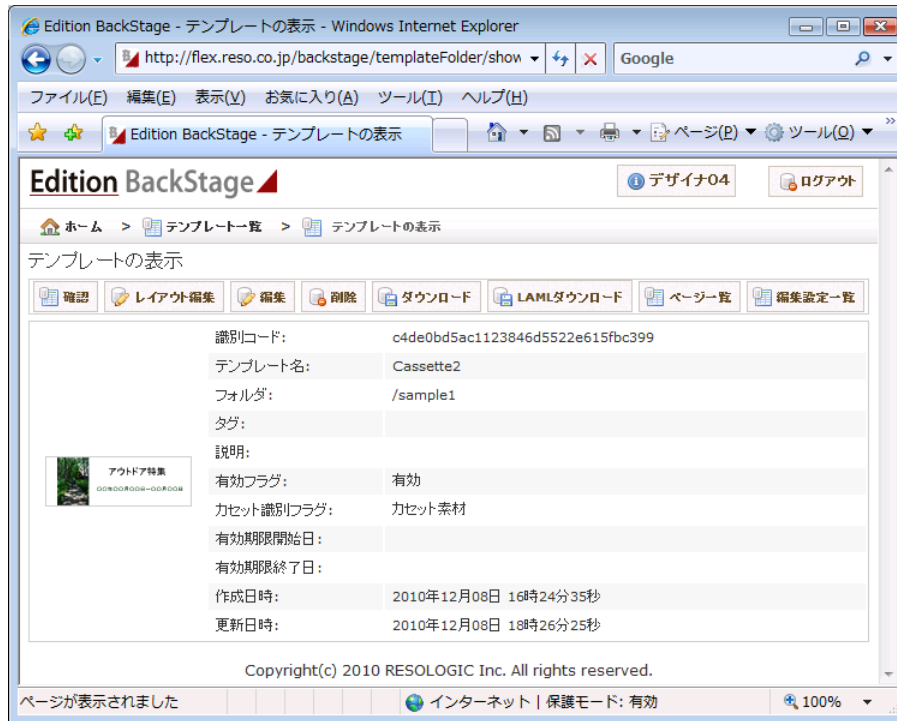 Edition BackStage - テンプレートの表示 - Windows Internet Explorer
http://flex.reso.co.jp/backstage/templateFolder/show
Google
ファイル(F) 編集(E) 表示(V) お気に入り(A) ツール(T) ヘルプ(H)
Edition BackStage - テンプレートの表示 ページ(P) ツール(O) »
Edition BackStage デザイナ04 ログアウト
ホーム > テンプレート一覧 > テンプレートの表示
テンプレートの表示
確認 レイアウト編集 編集 削除 ダウンロード LAMLダウンロード ページ一覧 編集設定一覧
識別コード: c4de0bd5ac1123846d5522e615fbc399
テンプレート名: Cassette2
フォルダ: /sample1
タグ:
説明:
アウトドア特集
○○年○○月○○日-○○月○○日
有効フラグ: 有効
カセット識別フラグ: カセット素材
有効期限開始日:
有効期限終了日:
作成日時: 2010年12月08日 16時24分35秒
更新日時: 2010年12月08日 18時26分25秒
Copyright(c) 2010 RESOLOGIC Inc. All rights reserved.
ページが表示されました インターネット | 保護モード: 有効 100%